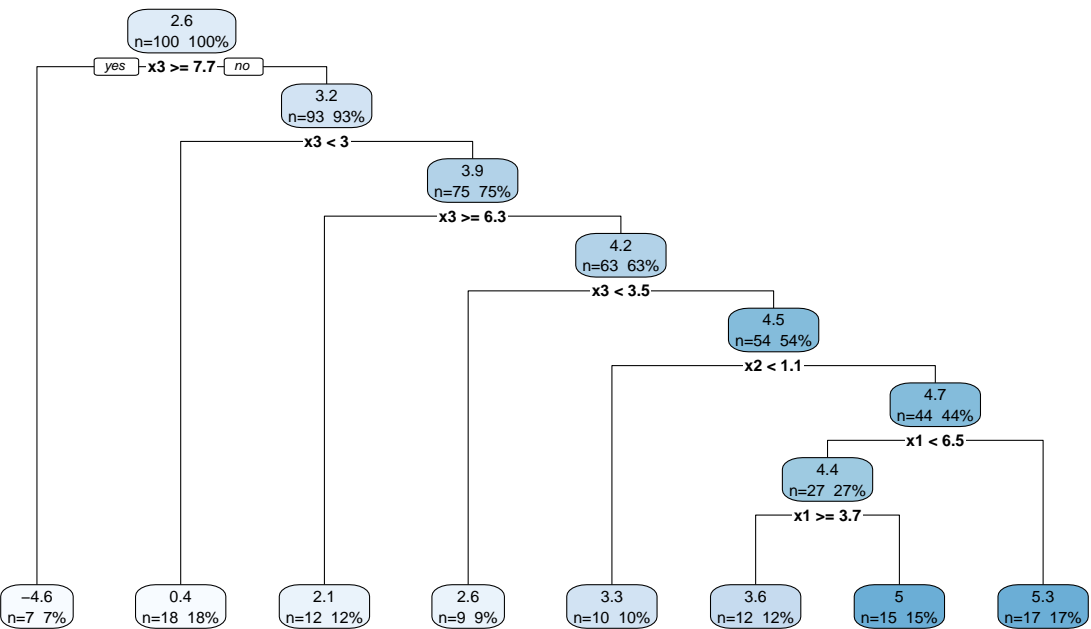 2.6
n=100 100%
yes x3 >= 7.7 no
3.2
n=93 93%
x3 < 3
3.9
n=75 75%
x3 >= 6.3
4.2
n=63 63%
x3 < 3.5
4.5
n=54 54%
x2 < 1.1
4.7
n=44 44%
x1 < 6.5
4.4
n=27 27%
x1 >= 3.7
−4.6
n=7 7%
0.4
n=18 18%
2.1
n=12 12%
2.6
n=9 9%
3.3
n=10 10%
3.6
n=12 12%
5
n=15 15%
5.3
n=17 17%